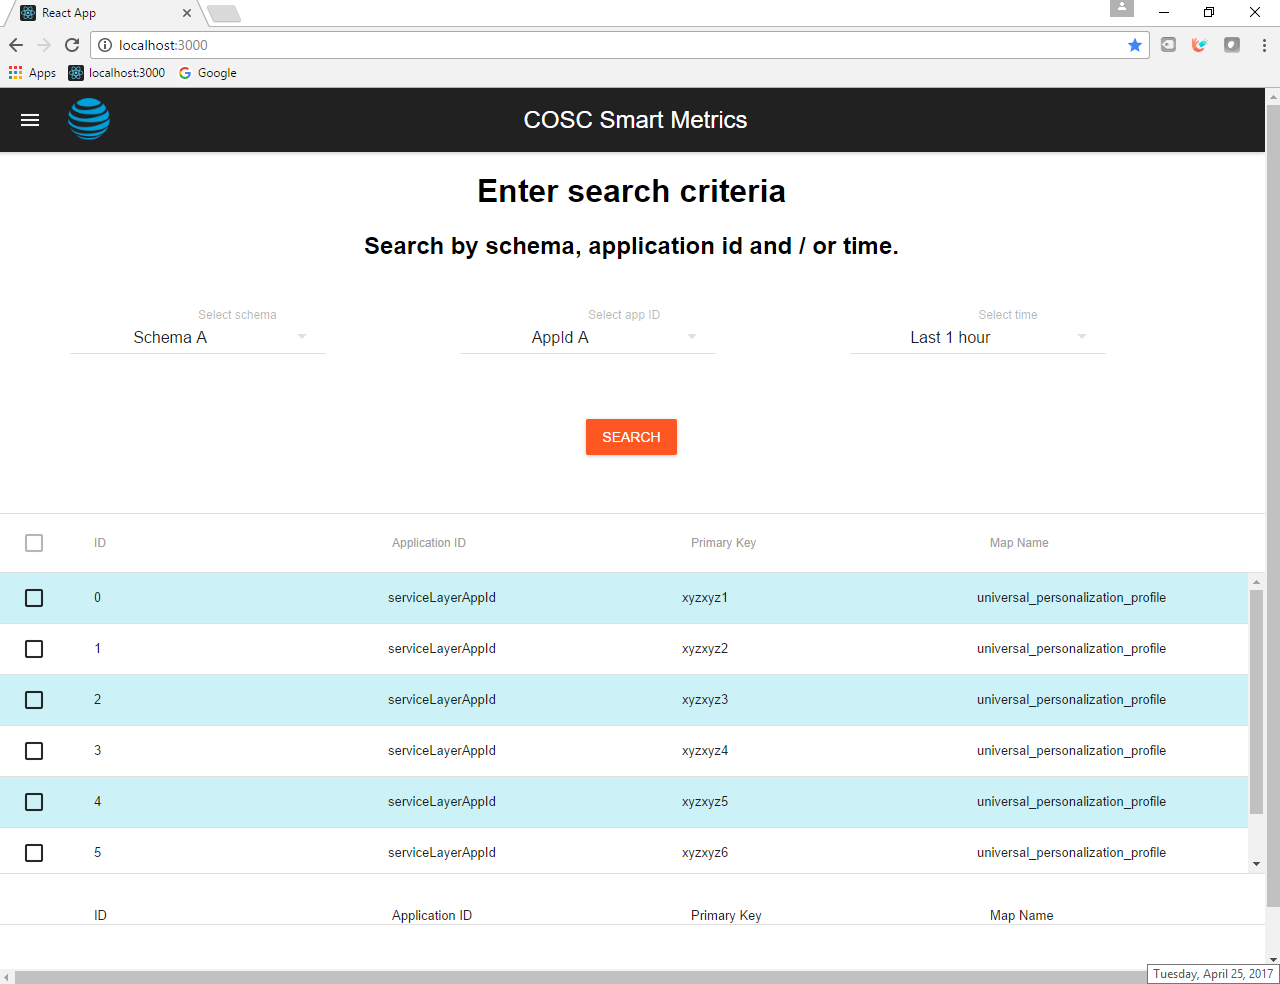 React App
localhost:3000
Apps localhost:3000 Google
COSC Smart Metrics
Enter search criteria
Search by schema, application id and / or time.
Select schema Select app ID Select time
Schema A AppId A Last 1 hour
SEARCH
ID Application ID Primary Key Map Name
0 serviceLayerAppId xyzxyz1 universal_personalization_profile
1 serviceLayerAppId xyzxyz2 universal_personalization_profile
2 serviceLayerAppId xyzxyz3 universal_personalization_profile
3 serviceLayerAppId xyzxyz4 universal_personalization_profile
4 serviceLayerAppId xyzxyz5 universal_personalization_profile
5 serviceLayerAppId xyzxyz6 universal_personalization_profile
ID Application ID Primary Key Map Name
Tuesday, April 25, 2017